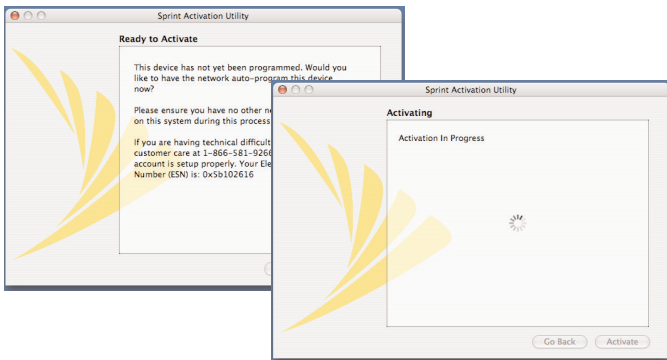 Sprint Activation Utility
Ready to Activate
This device has not yet been programmed. Would you
like to have the network auto-program this device
now?
Please ensure you have no other
on this system during this process
If you are having technical
customer care at 1-866-581-9266
account is setup properly. Your
Number (ESN) is: 0x5b102616
Sprint Activation Utility
Activating
Activation In Progress
Go Back
Activate